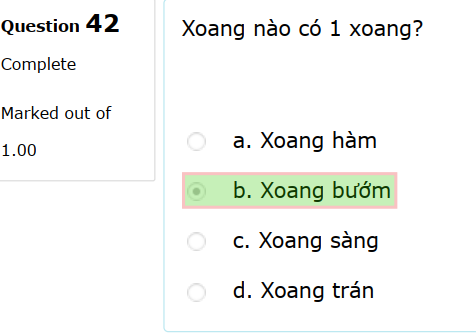 Question 42
Complete
Marked out of
1.00
Xoang nào có 1 xoang?
a. Xoang hàm
b. Xoang bướm
c. Xoang sàng
d. Xoang trán